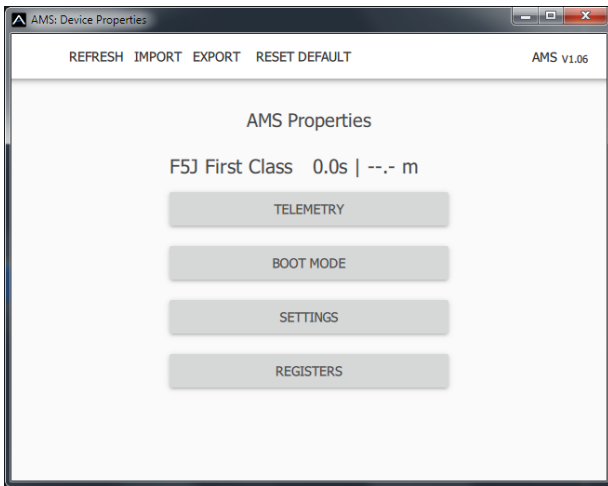 AMS: Device Properties
REFRESH IMPORT EXPORT RESET DEFAULT AMS V1.06
AMS Properties
F5J First Class 0.0s | --.- m
TELEMETRY
BOOT MODE
SETTINGS
REGISTERS